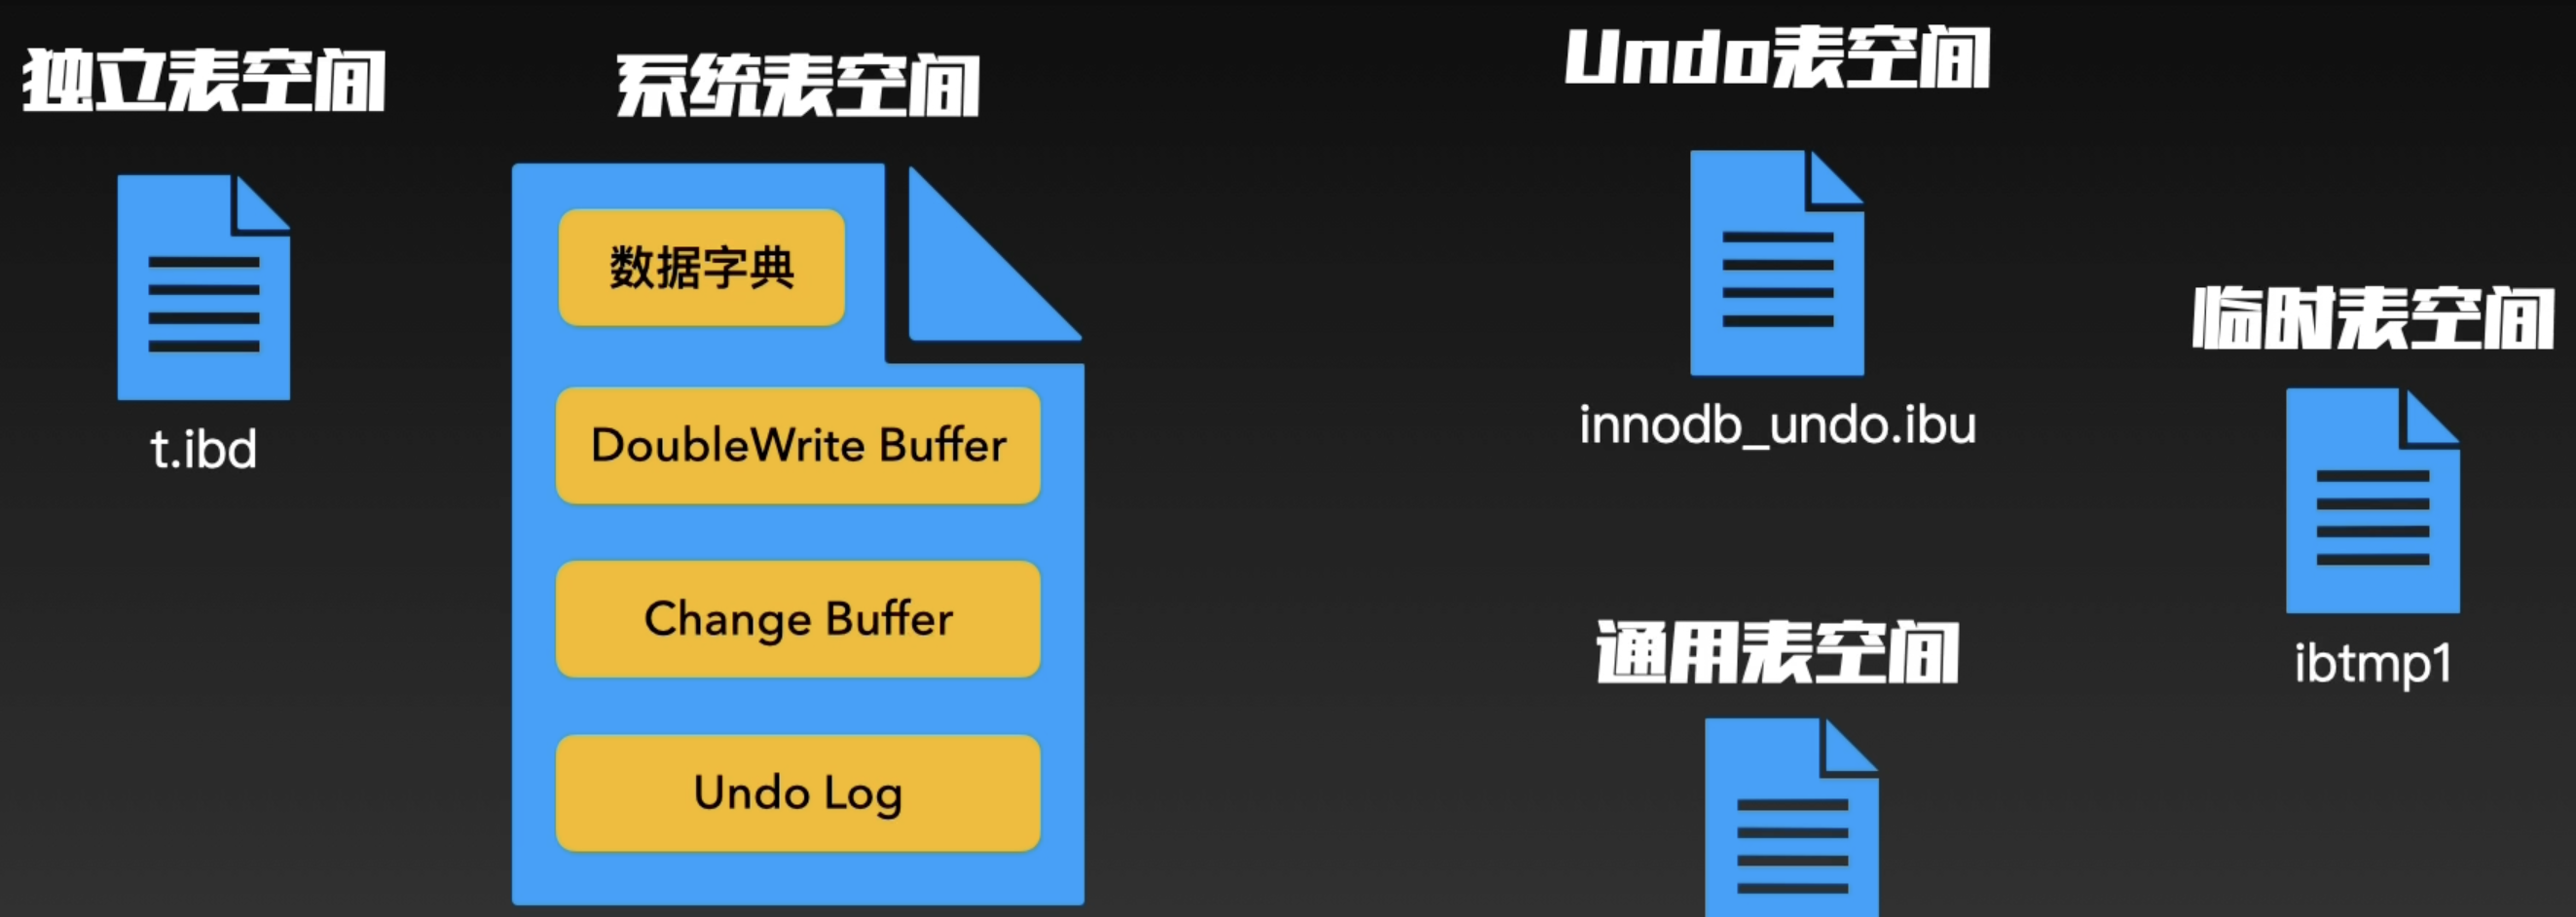 独立表空间
t.ibd
系统表空间
数据字典
DoubleWrite Buffer
Change Buffer
Undo Log
Undo表空间
innodb_undo.ibu
通用表空间
临时表空间
ibtmp1